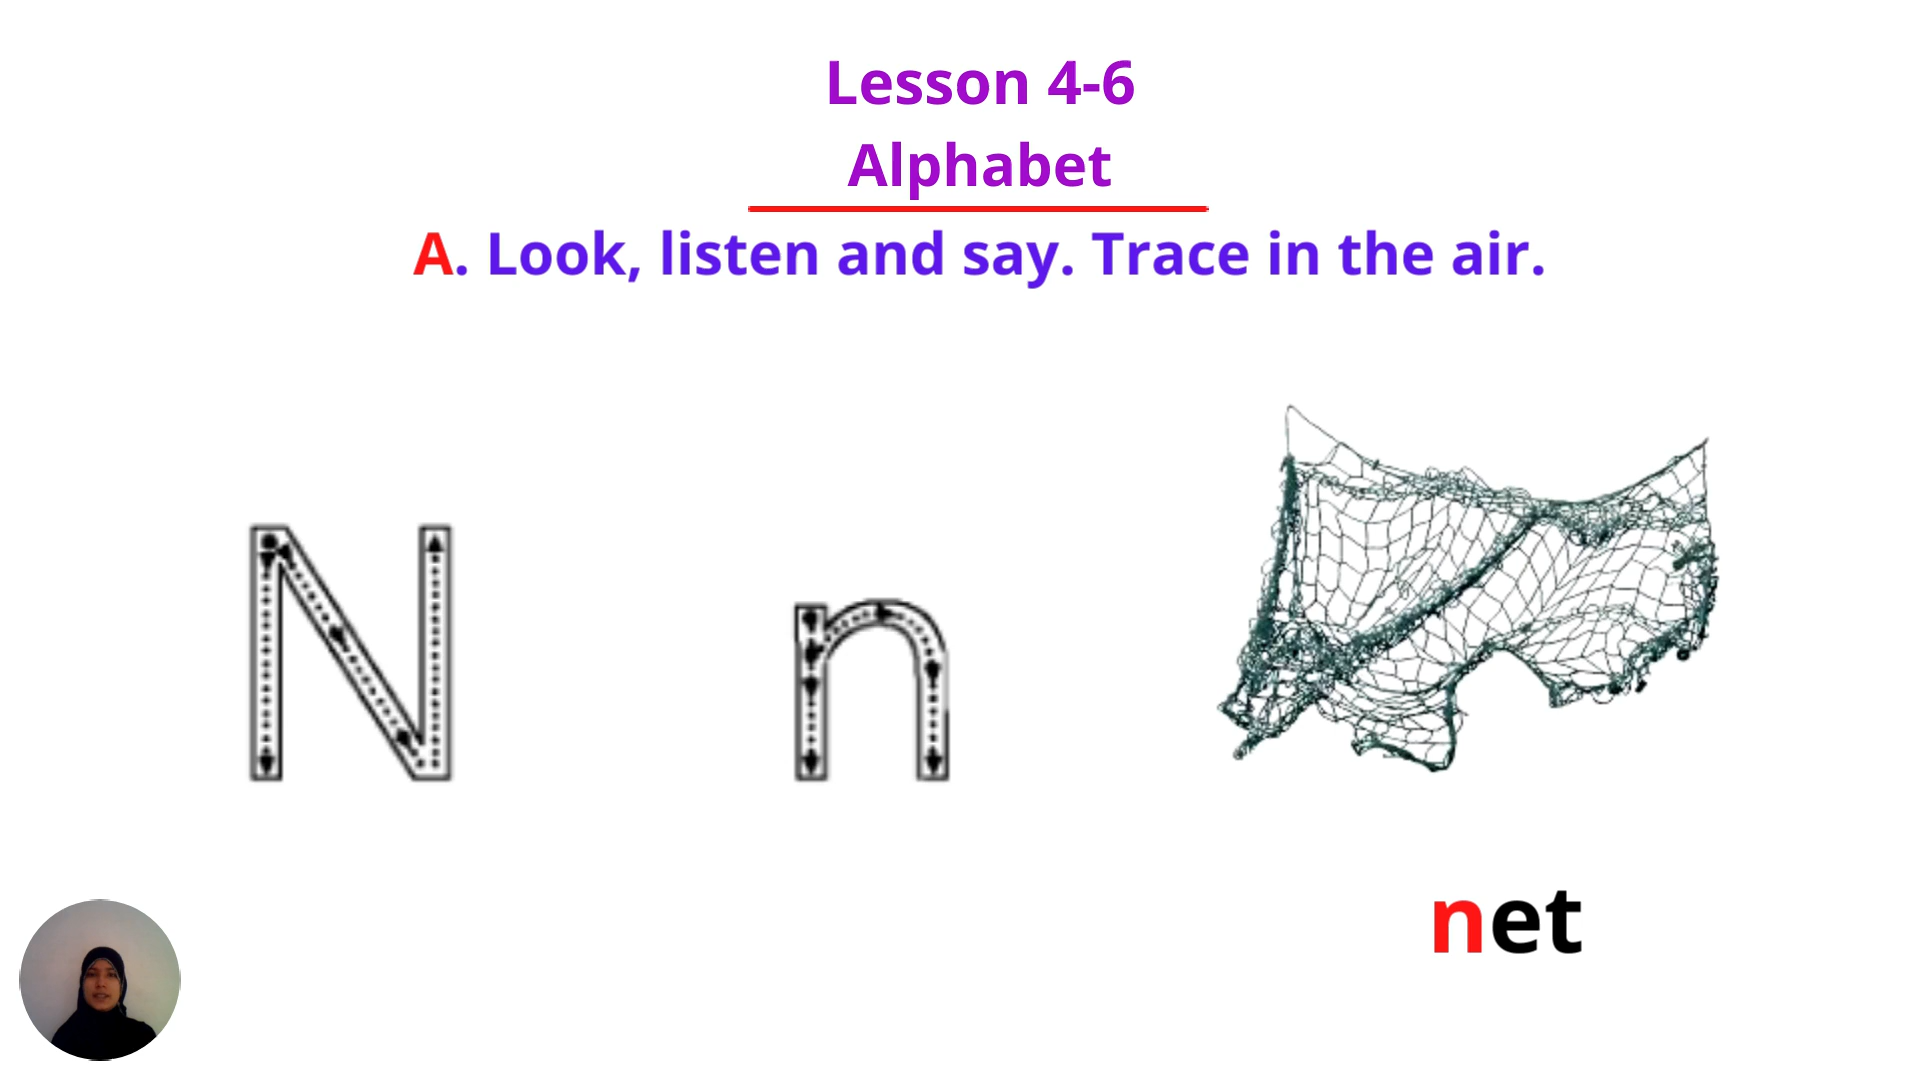 Lesson 4-6
Alphabet
A. Look, listen and say. Trace in the air.
N n
net